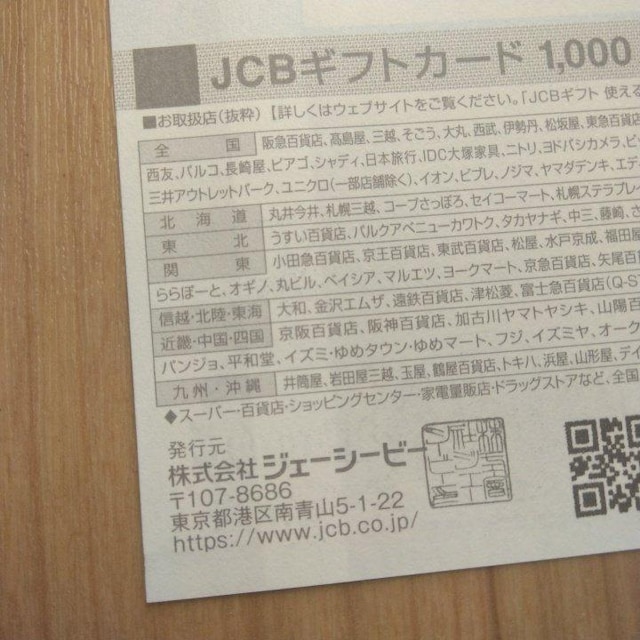 JCBギフトカード 1,000
■お取扱店(抜粋)【詳しくはウェブサイトをご覧ください。「JCBギフト 使える
全国 阪急百貨店、髙島屋、三越、そごう、大丸、西武、伊勢丹、松坂屋、東急百貨店
西友、パルコ、長崎屋、ピアゴ、シャディ、日本旅行、IDC大塚家具、ニトリ、ヨドバシカメラ、ビ
三井アウトレットパーク、ユニクロ(一部店舗除く)、イオン、ビブレ、ノジマ、ヤマダデンキ、エデ
北海道 丸井今井、札幌三越、コープさっぽろ、セイコーマート、札幌ステラプレ
東北 うすい百貨店、パルクアベニューカワトク、タカヤナギ、中三、藤崎、さ
関東 小田急百貨店、京王百貨店、東武百貨店、松屋、水戸京成、福田屋
ららぽーと、オギノ、丸ビル、ベイシア、マルエツ、ヨークマート、京急百貨店、矢尾百
信越・北陸・東海 大和、金沢エムザ、遠鉄百貨店、津松菱、富士急百貨店(Q-ST
近畿・中国・四国 京阪百貨店、阪神百貨店、加古川ヤマトヤシキ、山陽百
パンジョ、平和堂、イズミ・ゆめタウン・ゆめマート、フジ、イズミヤ、オーク
九州・沖縄 井筒屋、岩田屋三越、玉屋、鶴屋百貨店、トキハ、浜屋、山形屋、デイ
◆スーパー・百貨店・ショッピングセンター・家電量販店・ドラッグストアなど、全国
発行元
株式会社ジェーシービー
〒107-8686
東京都港区南青山5-1-22
https://www.jcb.co.jp/